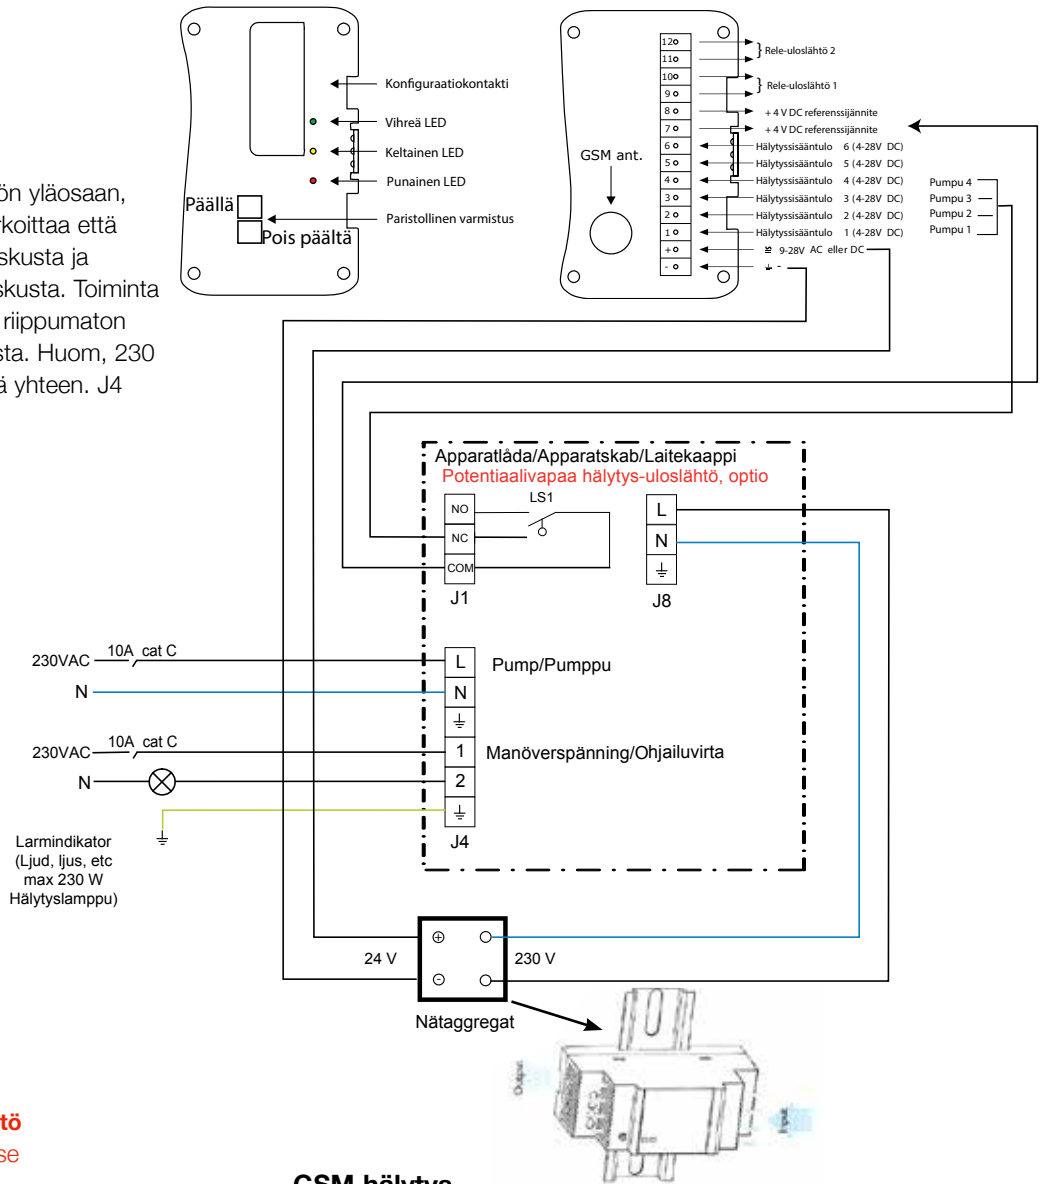 Konfiguraatiokontakti
Vihreä LED
Keltainen LED
Punainen LED
Päällä
Pois päältä
Paristollinen varmistus
ön yläosaan,
rkoittaa että
skusta ja
skusta. Toiminta
riippumaton
sta. Huom, 230
ä yhteen. J4
GSM ant.
12 } Rele-uloslähtö 2
11
10 } Rele-uloslähtö 1
9
8 + 4 V DC referenssijännite
7 + 4 V DC referenssijännite
6 Hälytyssisääntulo 6 (4-28V DC)
5 Hälytyssisääntulo 5 (4-28V DC)
4 Hälytyssisääntulo 4 (4-28V DC)
3 Hälytyssisääntulo 3 (4-28V DC)
2 Hälytyssisääntulo 2 (4-28V DC)
1 Hälytyssisääntulo 1 (4-28V DC)
+ 9-28V AC eller DC
- -
Pumpu 4
Pumpu 3
Pumpu 2
Pumpu 1
Apparatlåda/Apparatskab/Laitekaappi
Potentiaalivapaa hälytys-uloslähtö, optio
NO
NC
COM
J1
LS1
L
N
J8
230VAC 10A cat C L Pump/Pumppu
N N
230VAC 10A cat C 1 Manöverspänning/Ohjailuvirta
N 2
J4
Larmindikator
(Ljud, ljus, etc
max 230 W
Hälytyslamppu)
24 V + - 230 V
Nätaggregat
Output
Input
tö
se
GSM hälytys